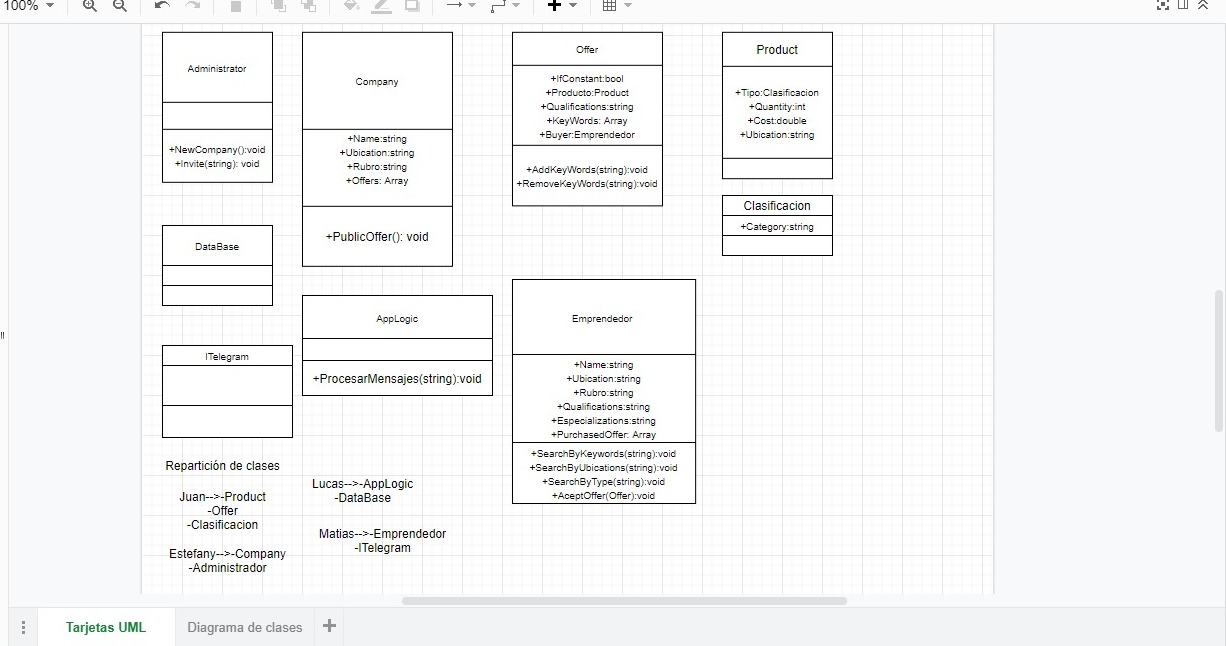 100%
Administrator
+NewCompany():void
+Invite(string): void
Company
+Name:string
+Ubication:string
+Rubro:string
+Offers: Array
+PublicOffer(): void
Offer
+IfConstant:bool
+Producto:Product
+Qualifications:string
+KeyWords: Array
+Buyer:Emprendedor
+AddKeyWords(string):void
+RemoveKeyWords(string):void
Product
+Tipo:Clasificacion
+Quantity:int
+Cost:double
+Ubication:string
Clasificacion
+Category:string
DataBase
AppLogic
+ProcesarMensajes(string):void
Emprendedor
+Name:string
+Ubication:string
+Rubro:string
+Qualifications:string
+Especializations:string
+PurchasedOffer: Array
+SearchByKeywords(string):void
+SearchByUbications(string):void
+SearchByType(string):void
+AceptOffer(Offer):void
ITelegram
Repartición de clases
Juan-->-Product
-Offer
-Clasificacion
Estefany-->-Company
-Administrador
Lucas-->-AppLogic
-DataBase
Matias-->-Emprendedor
-ITelegram
Tarjetas UML
Diagrama de clases